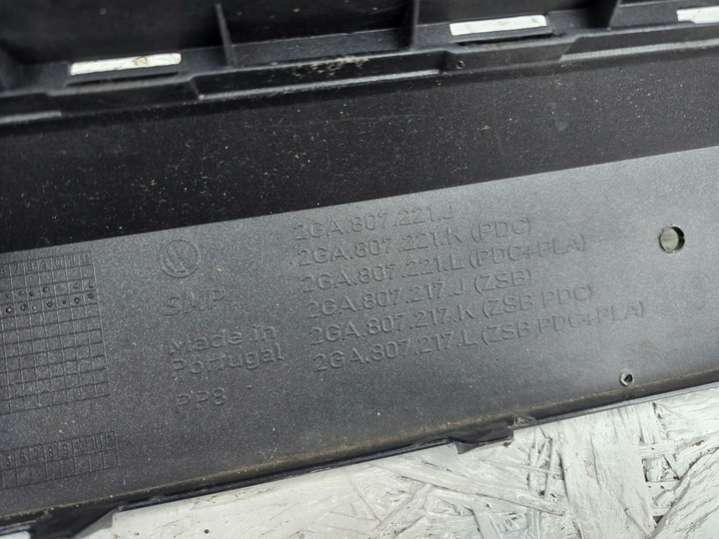 2GA.807.221.J
2GA.807.221.K (PDC)
2GA.807.221.L (PDC+PLA)
2GA.807.217.J (ZSB)
2GA.807.217.K (ZSB PDC)
2GA.807.217.L (ZSB PDC+PLA)
SMP
Made in
Portugal
PP8